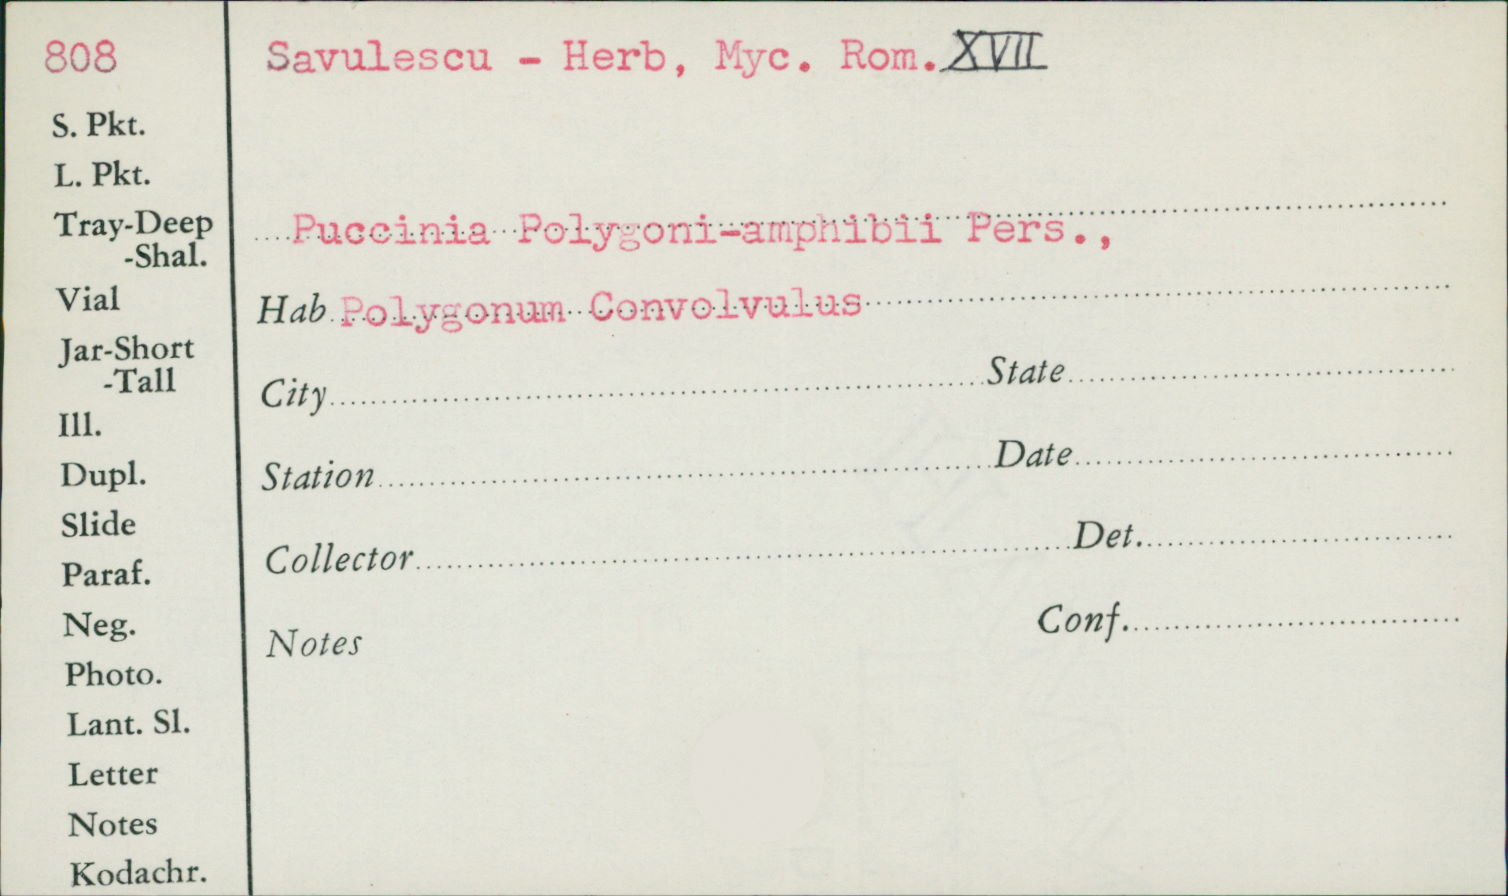 808
Savulescu - Herb, Myc. Rom. XVII
S. Pkt.
L. Pkt.
Tray-Deep
-Shal.
Puccinia Polygoni-amphibii Pers.,
Vial
Hab Polygonum Convolvulus
Jar-Short
-Tall
City State
Ill.
Dupl.
Station Date
Slide
Collector Det.
Paraf.
Neg.
Notes Conf.
Photo.
Lant. Sl.
Letter
Notes
Kodachr.